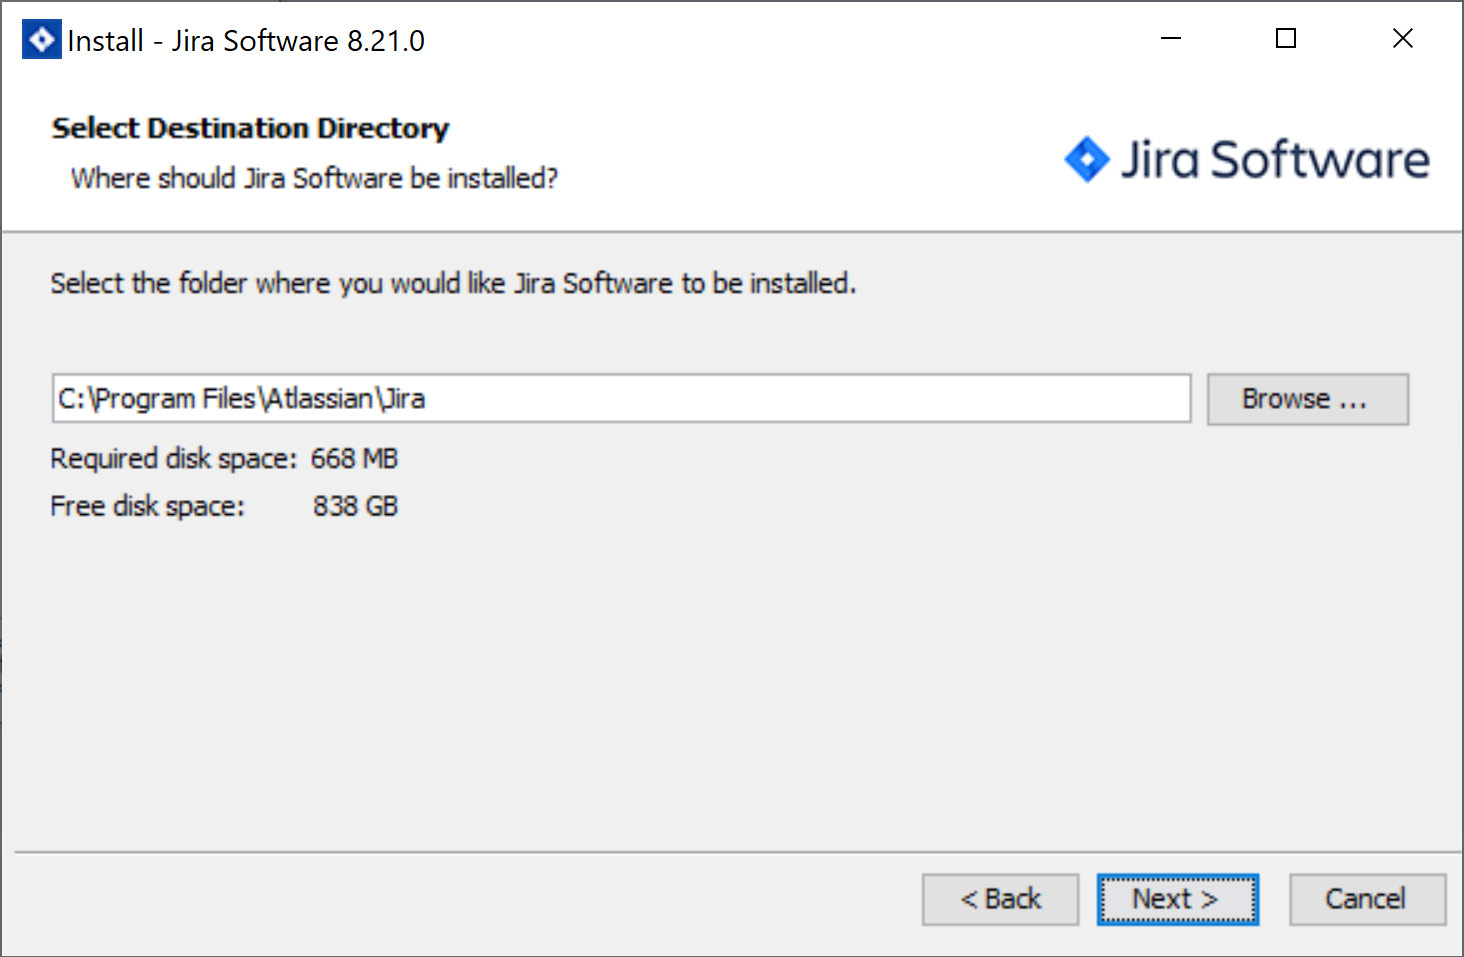 Install - Jira Software 8.21.0
Select Destination Directory
Where should Jira Software be installed?
Jira Software
Select the folder where you would like Jira Software to be installed.
C:\Program Files\Atlassian\Jira
Browse ...
Required disk space: 668 MB
Free disk space: 838 GB
< Back
Next >
Cancel